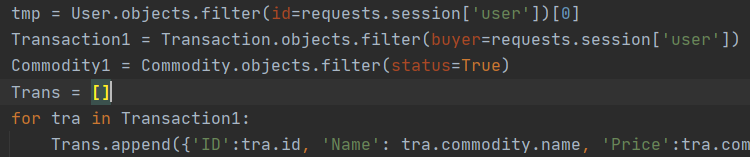 tmp = User.objects.filter(id=requests.session['user'])[0]
Transaction1 = Transaction.objects.filter(buyer=requests.session['user'])
Commodity1 = Commodity.objects.filter(status=True)
Trans = []
for tra in Transaction1:
    Trans.append({'ID':tra.id, 'Name': tra.commodity.name, 'Price':tra.com